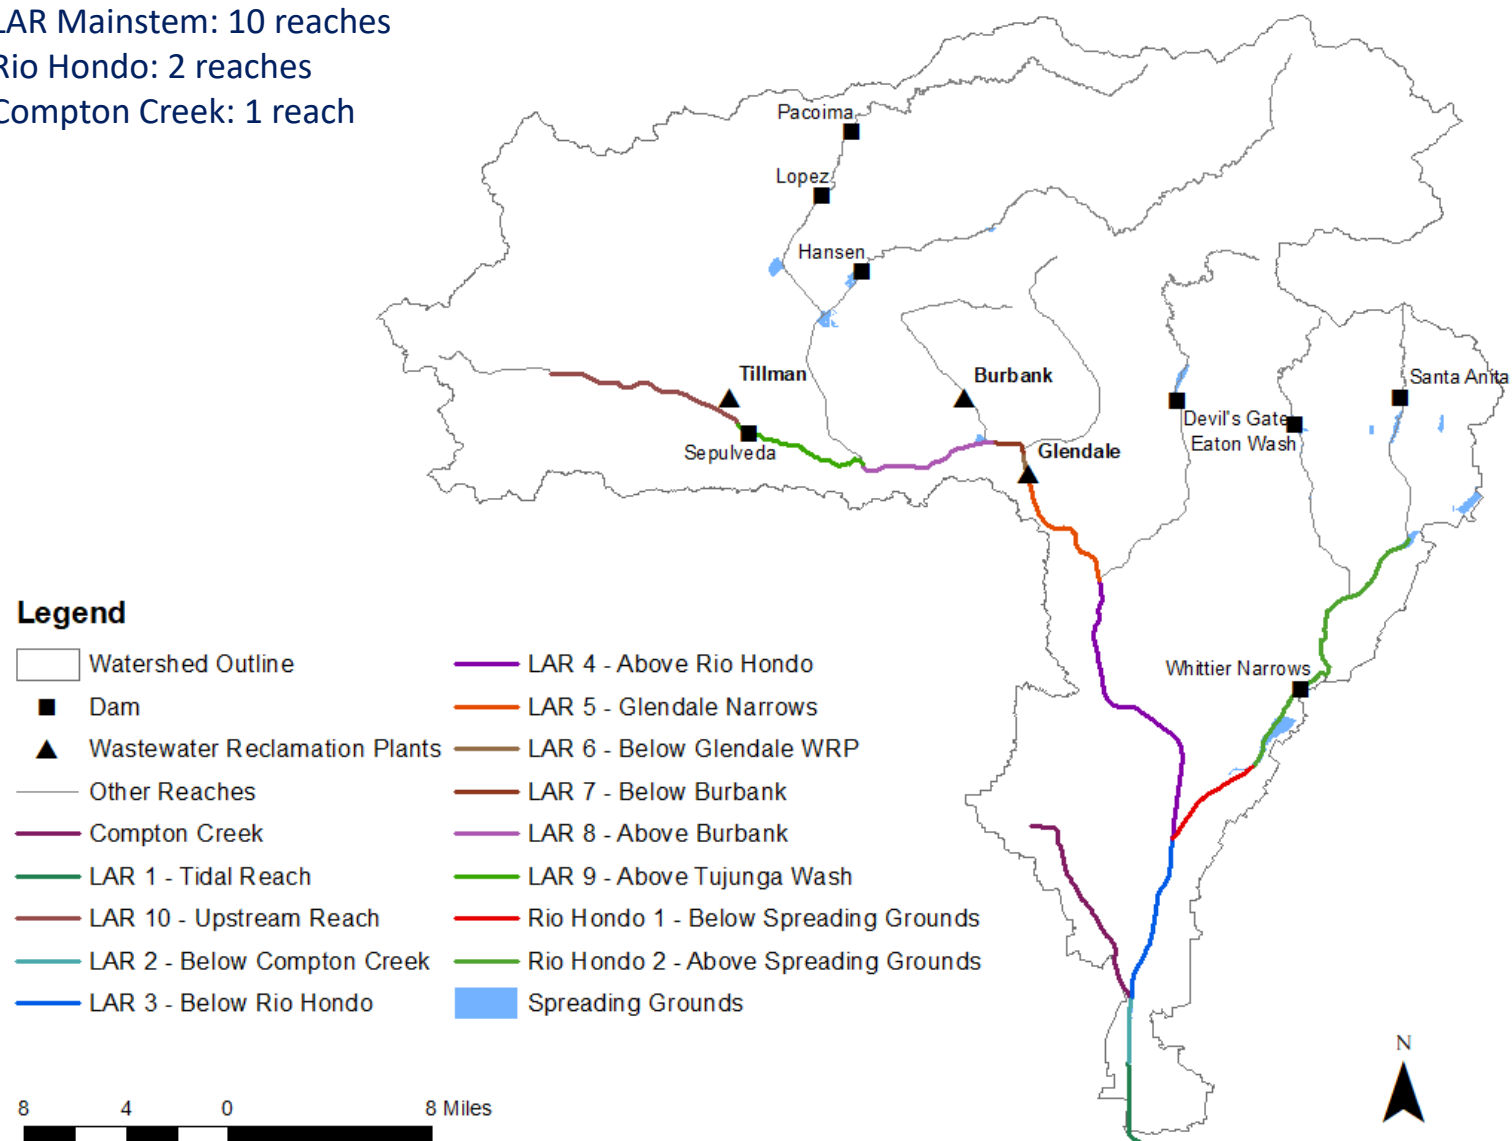 LAR Mainstem: 10 reaches
Rio Hondo: 2 reaches
Compton Creek: 1 reach
Pacoima
Lopez
Hansen
Tillman
Burbank
Santa Anita
Devil's Gate
Eaton Wash
Sepulveda
Glendale
Whittier Narrows
Legend
Watershed Outline
Dam
Wastewater Reclamation Plants
Other Reaches
Compton Creek
LAR 1 - Tidal Reach
LAR 10 - Upstream Reach
LAR 2 - Below Compton Creek
LAR 3 - Below Rio Hondo
LAR 4 - Above Rio Hondo
LAR 5 - Glendale Narrows
LAR 6 - Below Glendale WRP
LAR 7 - Below Burbank
LAR 8 - Above Burbank
LAR 9 - Above Tujunga Wash
Rio Hondo 1 - Below Spreading Grounds
Rio Hondo 2 - Above Spreading Grounds
Spreading Grounds
N
8 4 0 8 Miles